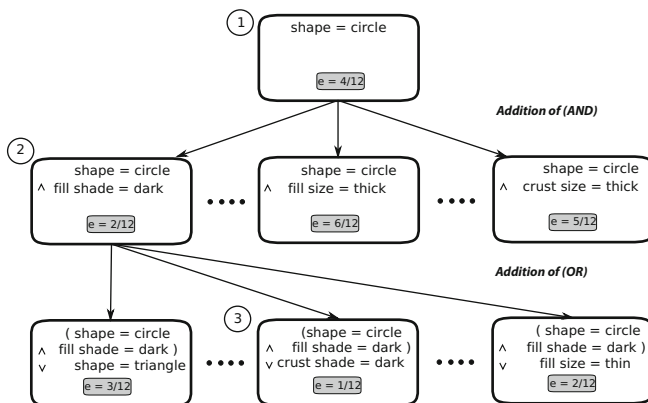 1
shape = circle
e = 4/12
Addition of (AND)
2
shape = circle
^ fill shade = dark
e = 2/12
shape = circle
^ fill size = thick
e = 6/12
shape = circle
^ crust size = thick
e = 5/12
Addition of (OR)
( shape = circle
^ fill shade = dark )
v shape = triangle
e = 3/12
3
(shape = circle
^ fill shade = dark )
v crust shade = dark
e = 1/12
( shape = circle
^ fill shade = dark )
v fill size = thin
e = 2/12